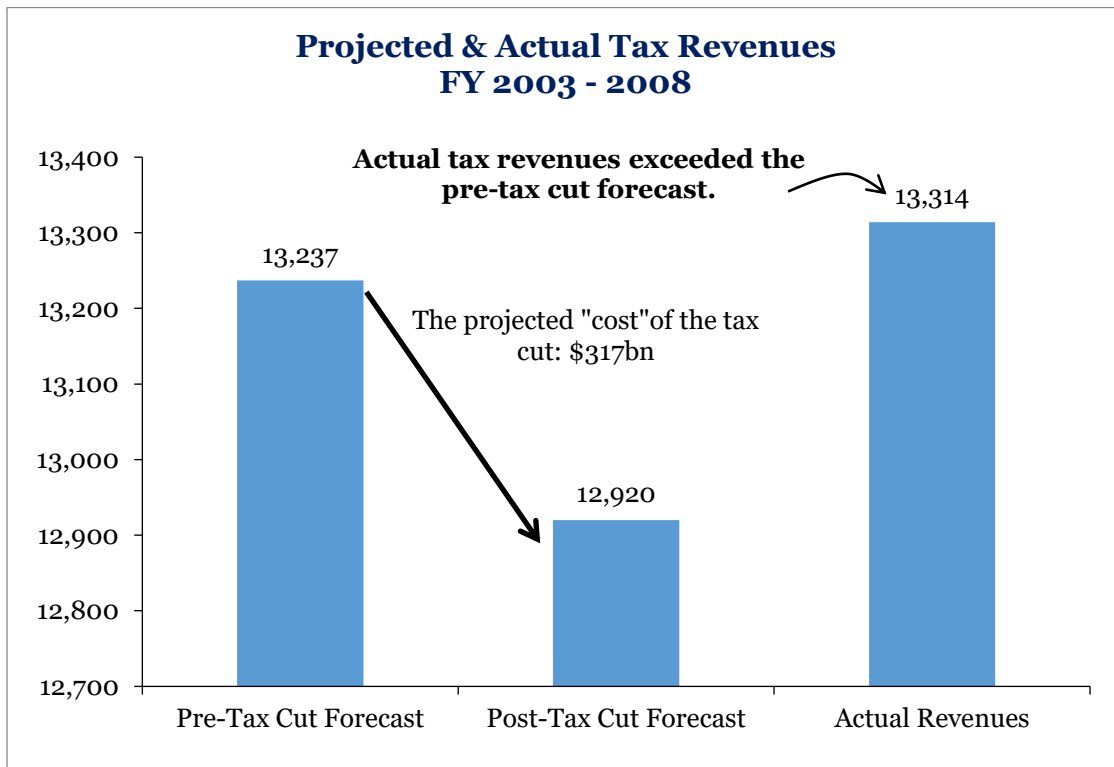 Projected & Actual Tax Revenues
FY 2003 - 2008
13,400
13,300
13,200
13,100
13,000
12,900
12,800
12,700
Actual tax revenues exceeded the
pre-tax cut forecast.
13,314
13,237
The projected "cost"of the tax
cut: $317bn
12,920
Pre-Tax Cut Forecast
Post-Tax Cut Forecast
Actual Revenues